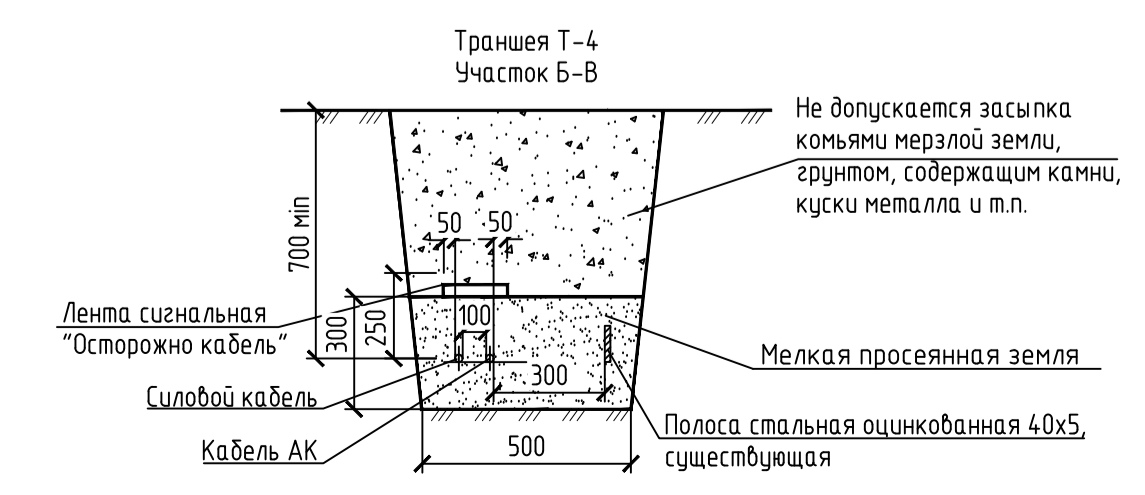 Траншея Т-4
Участок Б-В
Не допускается засыпка
комьями мерзлой земли,
грунтом, содержащим камни,
куски металла и т.п.
700 min
50
50
Лента сигнальная
"Осторожно кабель"
300
250
100
Мелкая просеянная земля
300
Силовой кабель
Полоса стальная оцинкованная 40х5,
существующая
Кабель АК
500